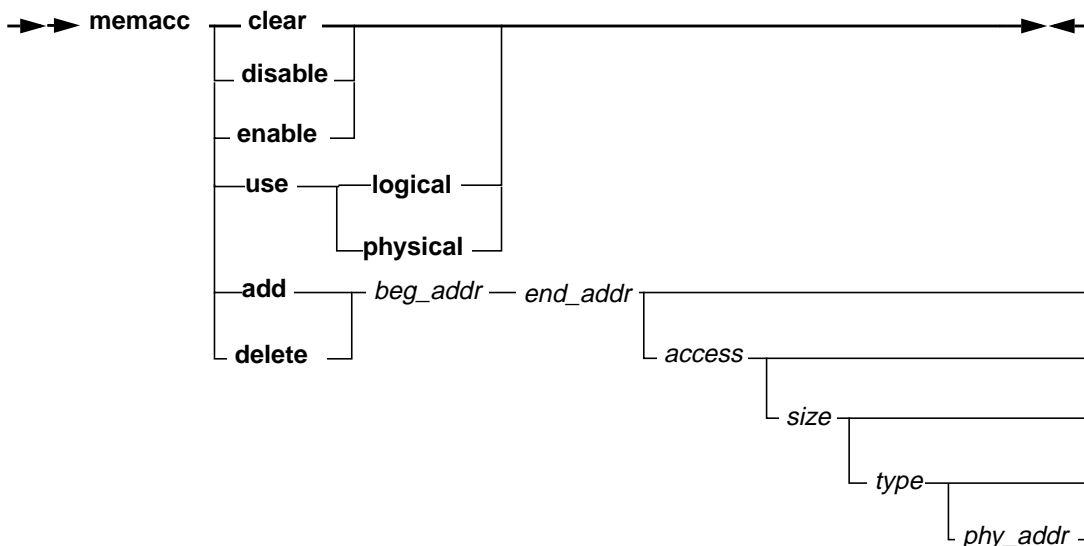 memacc clear
disable
enable
use logical
physical
add beg_addr end_addr
delete
access
size
type
phy_addr